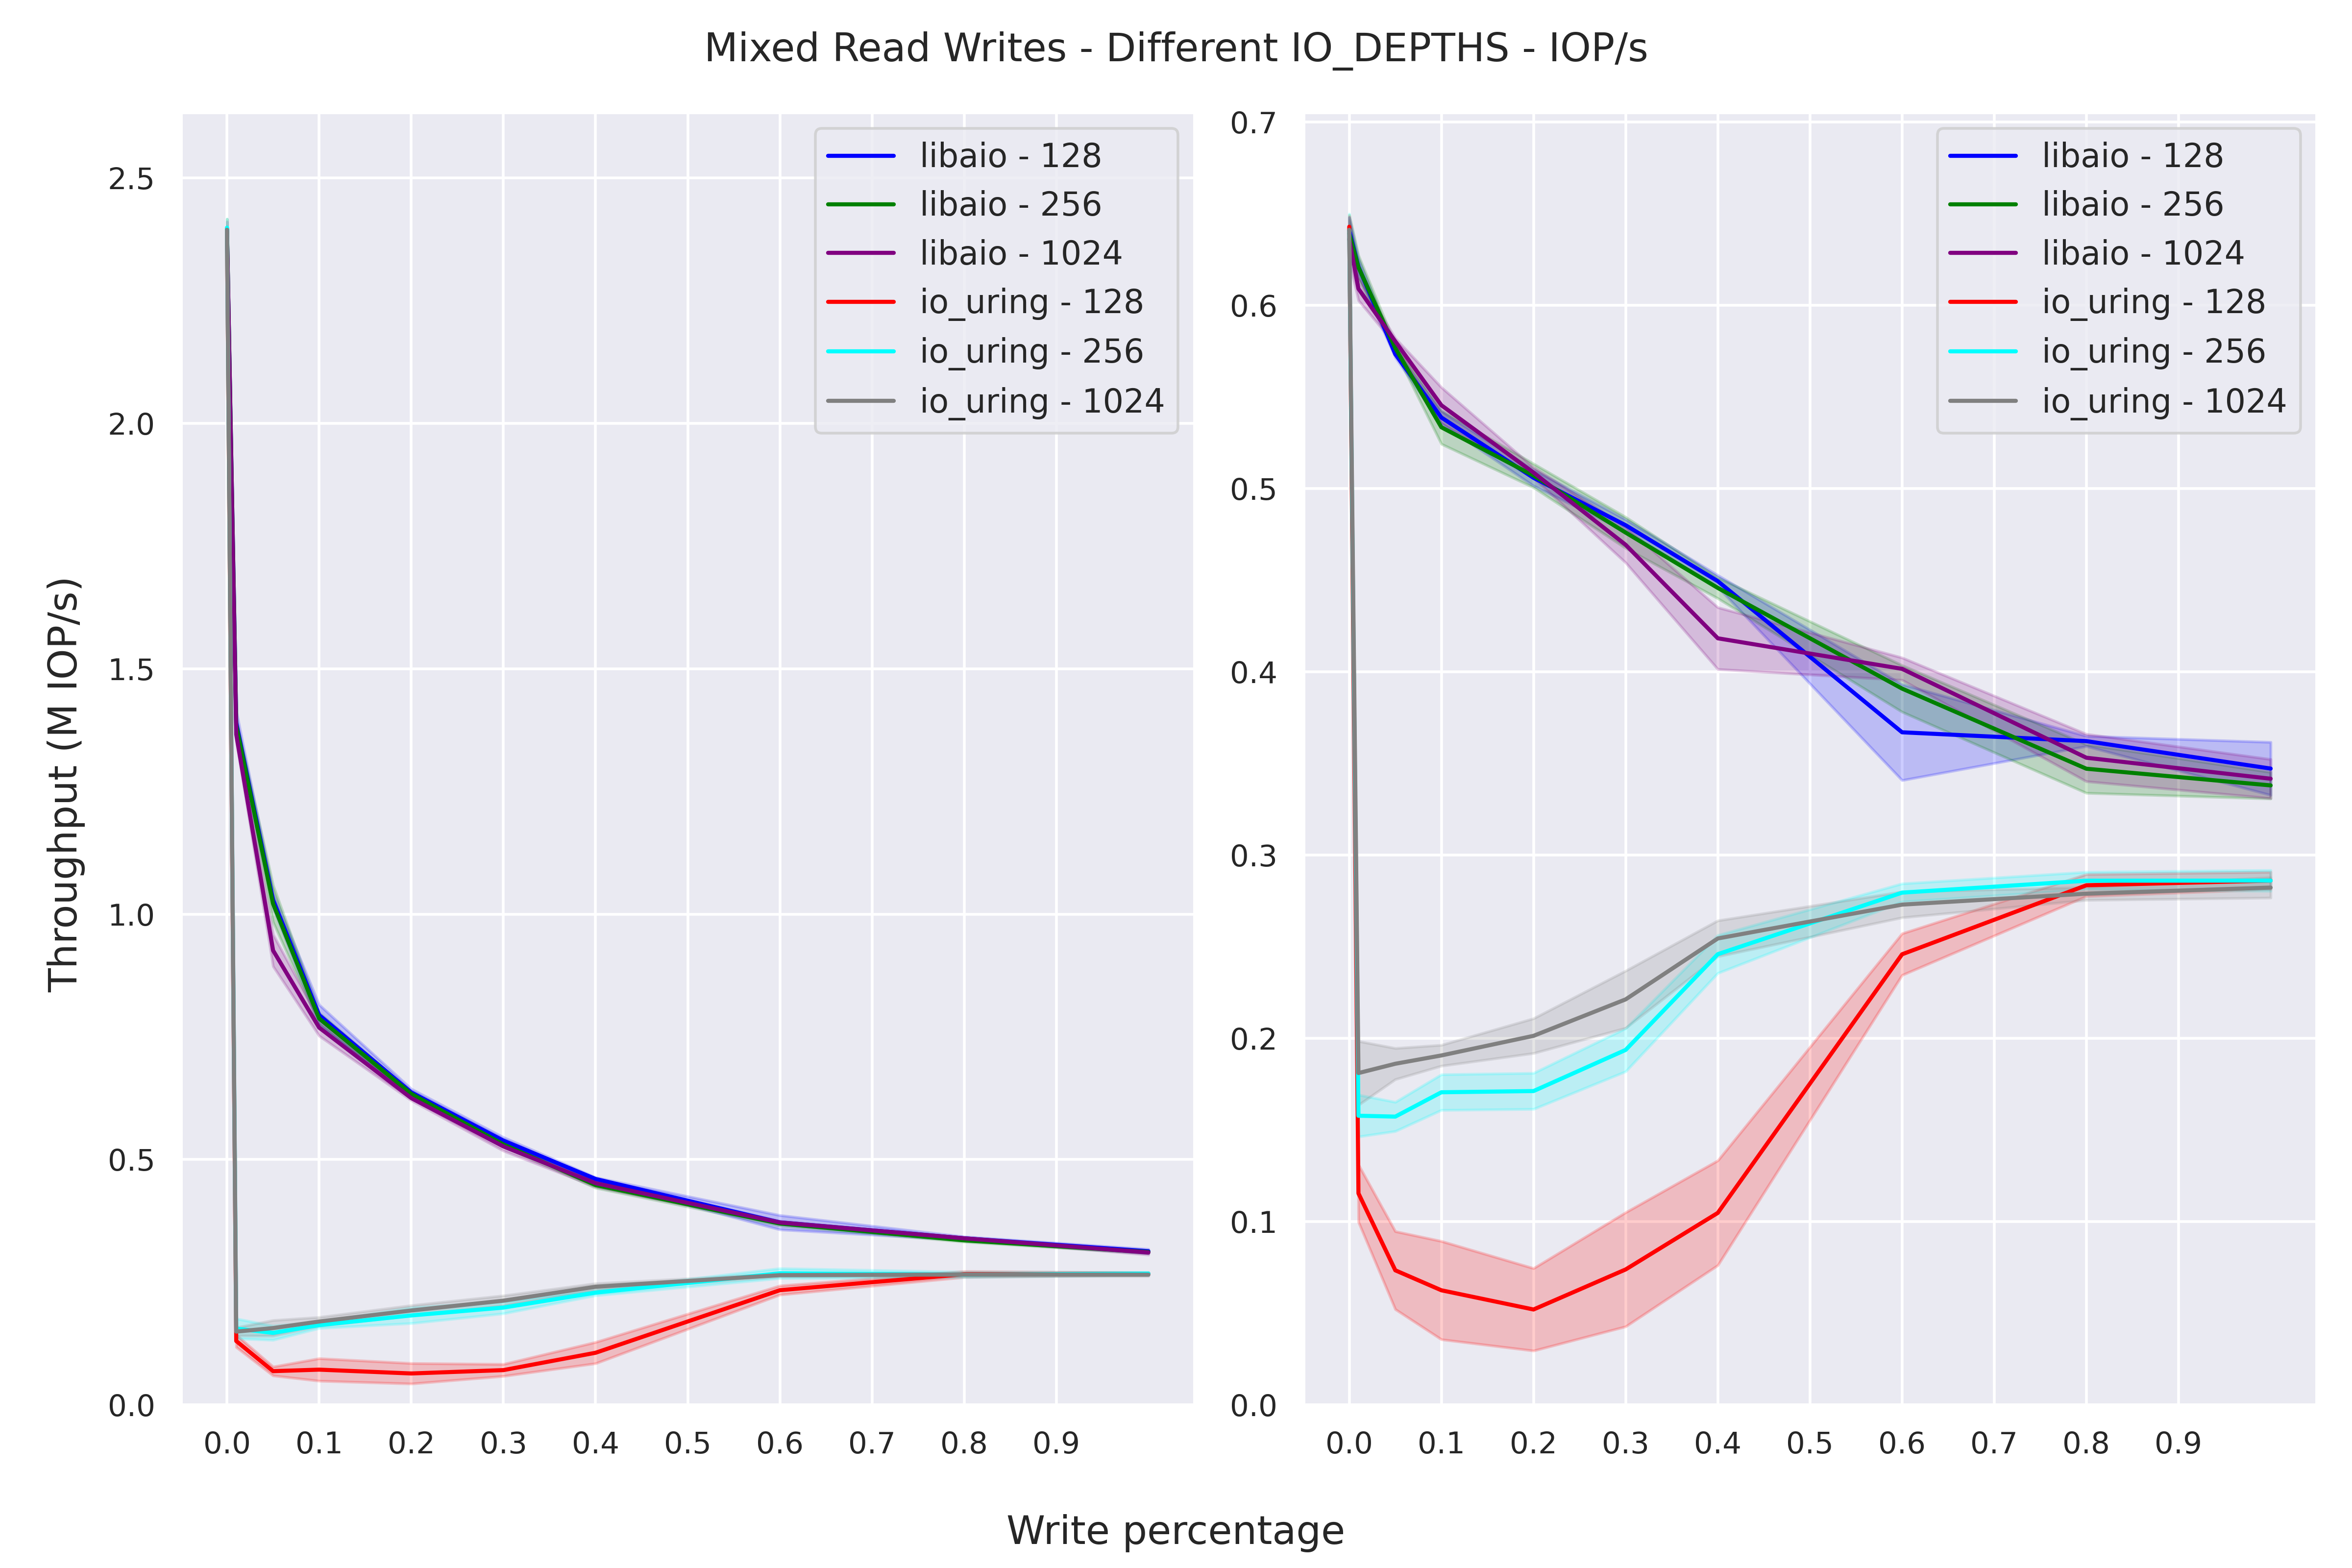 Mixed Read Writes - Different IO_DEPTHS - IOP/s
Throughput (M IOP/s)
2.5
2.0
1.5
1.0
0.5
0.0
0.0 0.1 0.2 0.3 0.4 0.5 0.6 0.7 0.8 0.9
libaio - 128
libaio - 256
libaio - 1024
io_uring - 128
io_uring - 256
io_uring - 1024
0.7
0.6
0.5
0.4
0.3
0.2
0.1
0.0
0.0 0.1 0.2 0.3 0.4 0.5 0.6 0.7 0.8 0.9
libaio - 128
libaio - 256
libaio - 1024
io_uring - 128
io_uring - 256
io_uring - 1024
Write percentage